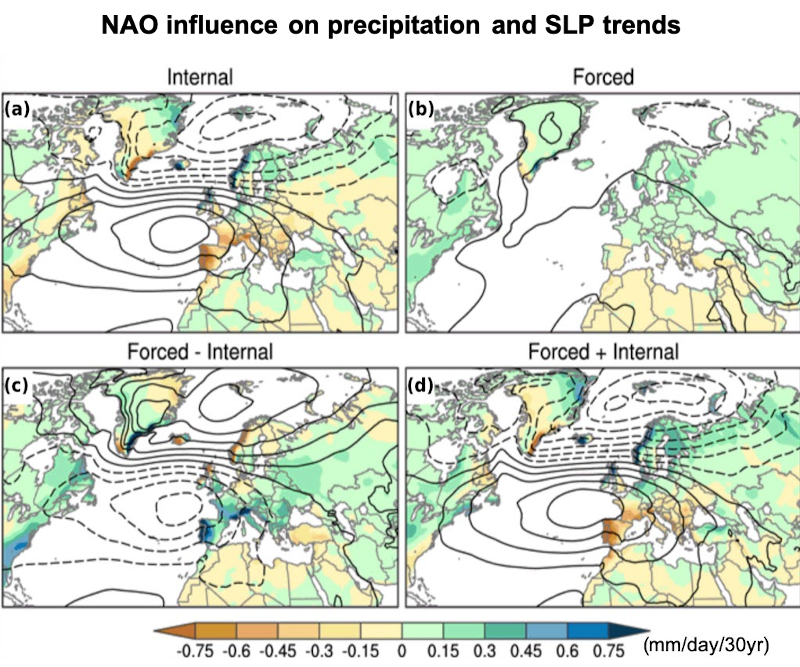 NAO influence on precipitation and SLP trends
Internal
Forced
(a)
(b)
Forced - Internal
Forced + Internal
(c)
(d)
-0.75 -0.6 -0.45 -0.3 -0.15 0 0.15 0.3 0.45 0.6 0.75 (mm/day/30yr)